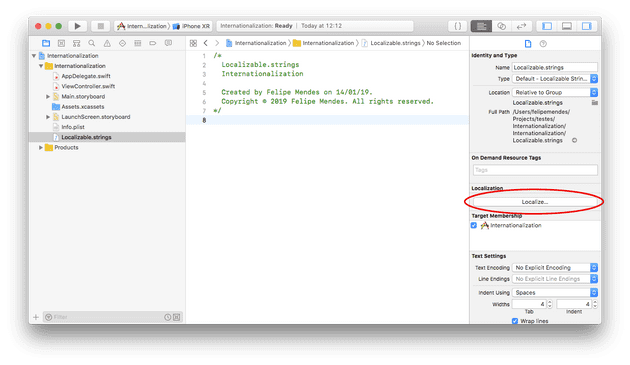 Intern...lization
iPhone XR
Internationalization: Ready | Today at 12:12
{ }
Internationalization
Internationalization
AppDelegate.swift
ViewController.swift
Main.storyboard
Assets.xcassets
LaunchScreen.storyboard
Info.plist
Localizable.strings
Products
Filter
Internationalization
Internationalization
Localizable.strings
No Selection
1 /*
2 Localizable.strings
3 Internationalization
4
5 Created by Felipe Mendes on 14/01/19.
6 Copyright © 2019 Felipe Mendes. All rights reserved.
7 */
8
Identity and Type
Name Localizable.strings
Type Default - Localizable Strin...
Location Relative to Group
Localizable.strings
Full Path /Users/felipemendes/
Projects/testes/
Internationalization/
Internationalization/
Localizable.strings
On Demand Resource Tags
Tags
Localization
Localize...
Target Membership
Internationalization
Text Settings
Text Encoding No Explicit Encoding
Line Endings No Explicit Line Endings
Indent Using Spaces
Widths 4 4
Tab Indent
Wrap lines